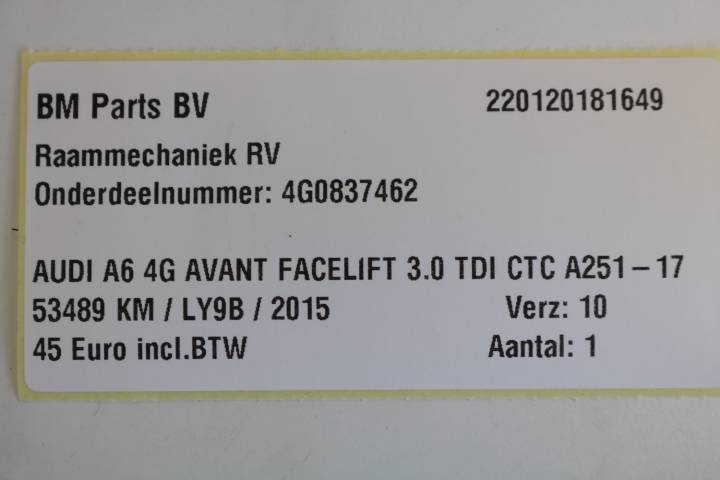 BM Parts BV 220120181649
Raammechaniek RV
Onderdeelnummer: 4G0837462
AUDI A6 4G AVANT FACELIFT 3.0 TDI CTC A251-17
53489 KM / LY9B / 2015 Verz: 10
45 Euro incl.BTW Aantal: 1